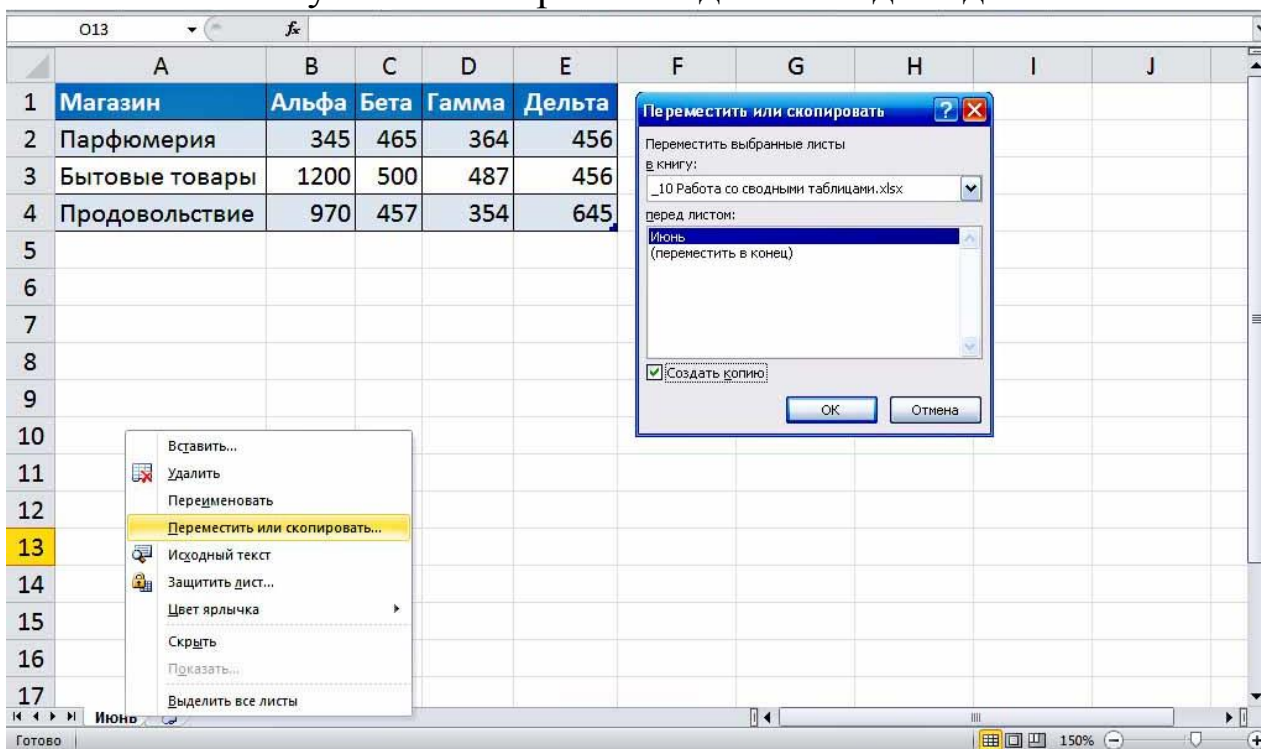 O13 fx
A B C D E F G H I J
1 Магазин Альфа Бета Гамма Дельта
2 Парфюмерия 345 465 364 456
3 Бытовые товары 1200 500 487 456
4 Продовольствие 970 457 354 645
5
6
7
8
9
10
11
12
13
14
15
16
17
Переместить или скопировать
Переместить выбранные листы
в книгу:
_10 Работа со сводными таблицами.xlsx
перед листом:
Июнь
(переместить в конец)
Создать копию
ОК Отмена
Вставить...
Удалить
Переименовать
Переместить или скопировать...
Исходный текст
Защитить лист...
Цвет ярлычка
Скрыть
Показать...
Выделить все листы
Июнь
Готово 150%